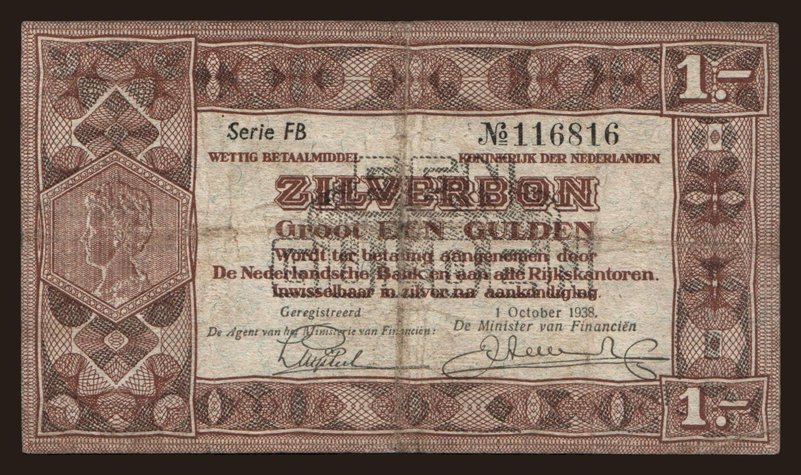 1.-
Serie FB № 116816
WETTIG BETAALMIDDEL KONINKRIJK DER NEDERLANDEN
ZILVERBON
Groot EEN GULDEN
Wordt ter betaling aangenomen door
De Nederlandsche Bank en aan alle Rijkskantoren.
Inwisselbaar in zilver na aankondiging.
Geregistreerd 1 October 1938.
De Agent van het Ministerie van Financiën: De Minister van Financiën
1.-